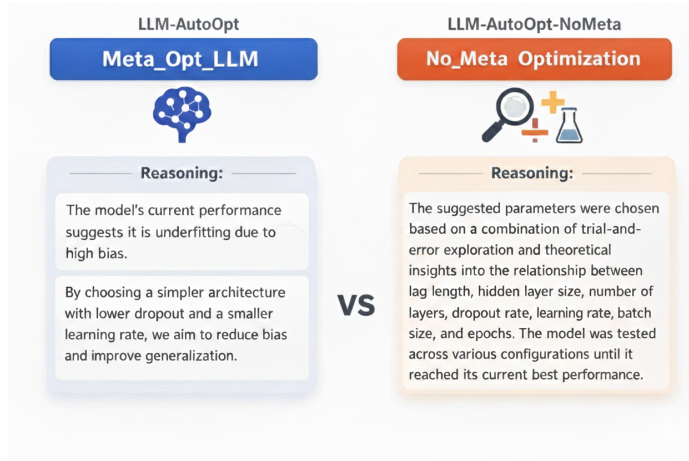 LLM-AutoOpt
Meta_Opt_LLM
Reasoning:
The model's current performance
suggests it is underfitting due to
high bias.
By choosing a simpler architecture
with lower dropout and a smaller
learning rate, we aim to reduce bias
and improve generalization.
VS
LLM-AutoOpt-NoMeta
No_Meta Optimization
Reasoning:
The suggested parameters were chosen
based on a combination of trial-and-
error exploration and theoretical
insights into the relationship between
lag length, hidden layer size, number of
layers, dropout rate, learning rate, batch
size, and epochs. The model was tested
across various configurations until it
reached its current best performance.